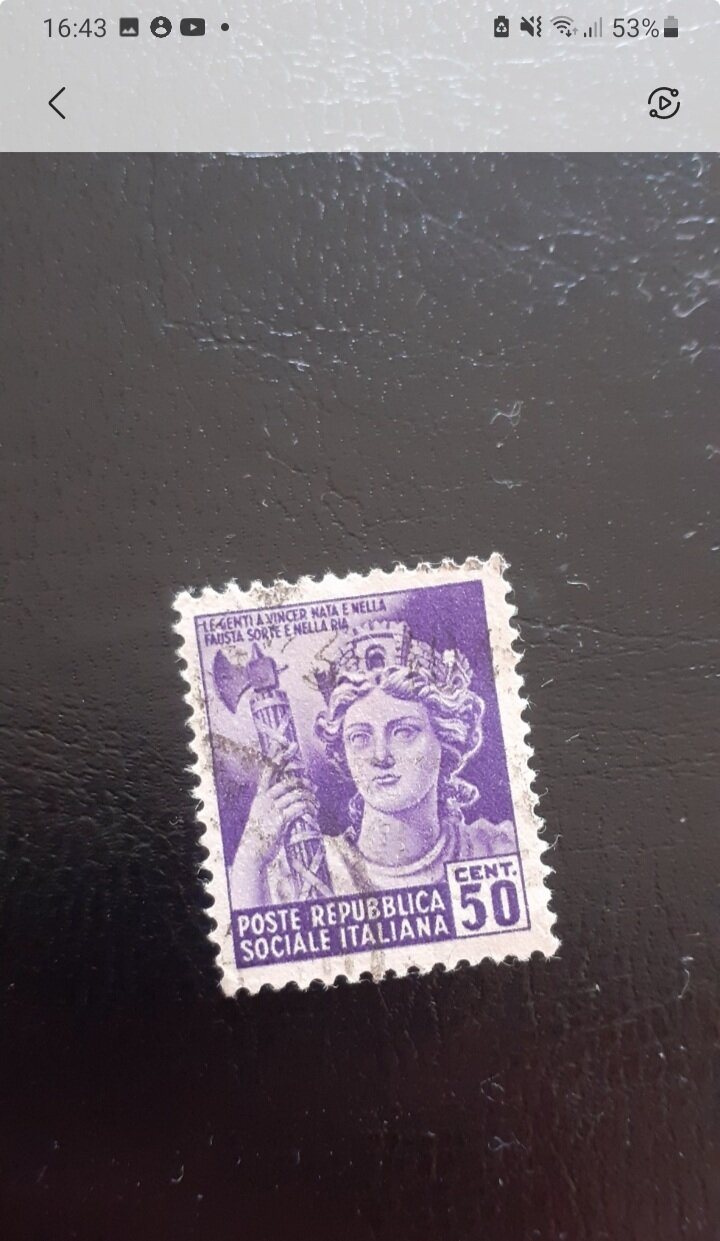 16:43
53%
LE GENTI A VINCER NATA E NELLA
FAUSTA SORTE E NELLA RIA
CENT.
50
POSTE REPUBBLICA
SOCIALE ITALIANA